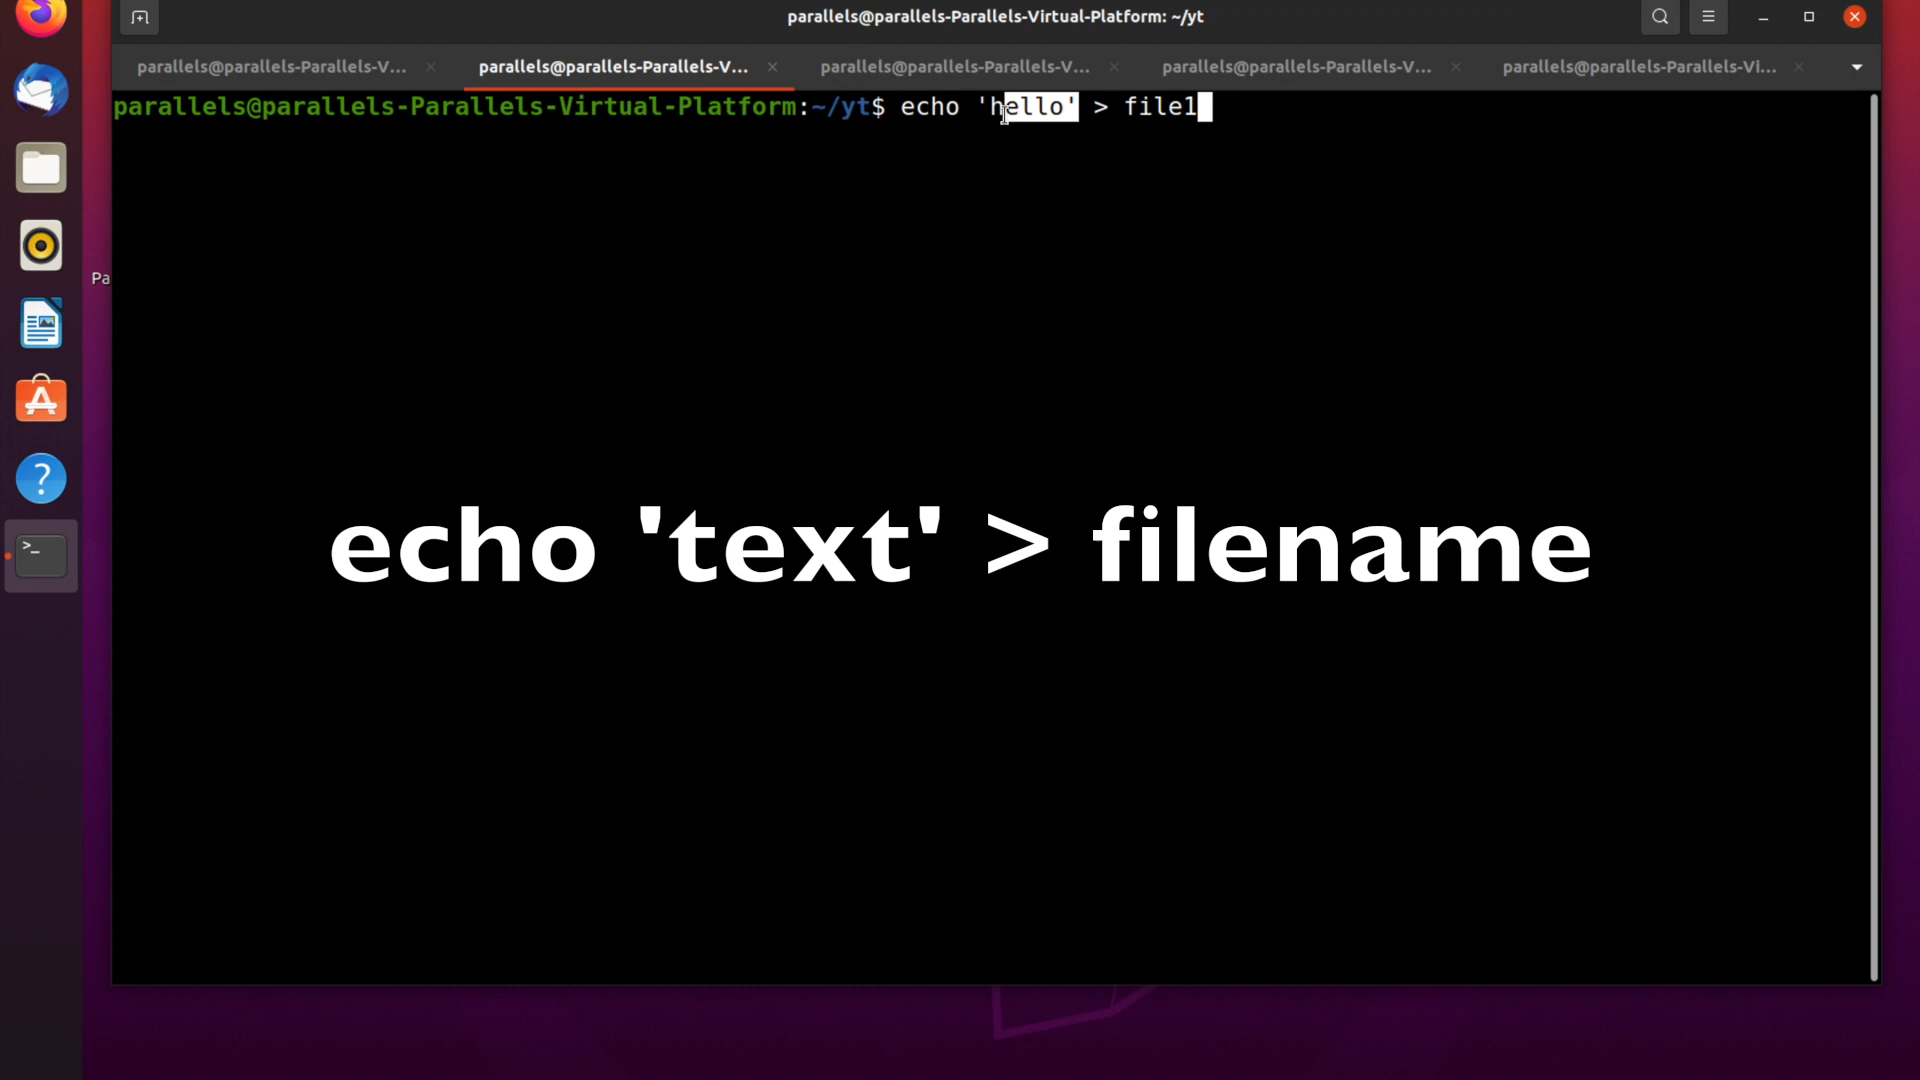 parallels@parallels-Parallels-Virtual-Platform: ~/yt
parallels@parallels-Parallels-V...
parallels@parallels-Parallels-V...
parallels@parallels-Parallels-V...
parallels@parallels-Parallels-V...
parallels@parallels-Parallels-Vi...
parallels@parallels-Parallels-Virtual-Platform:~/yt$ echo 'hello' > file1
Pa
echo 'text' > filename